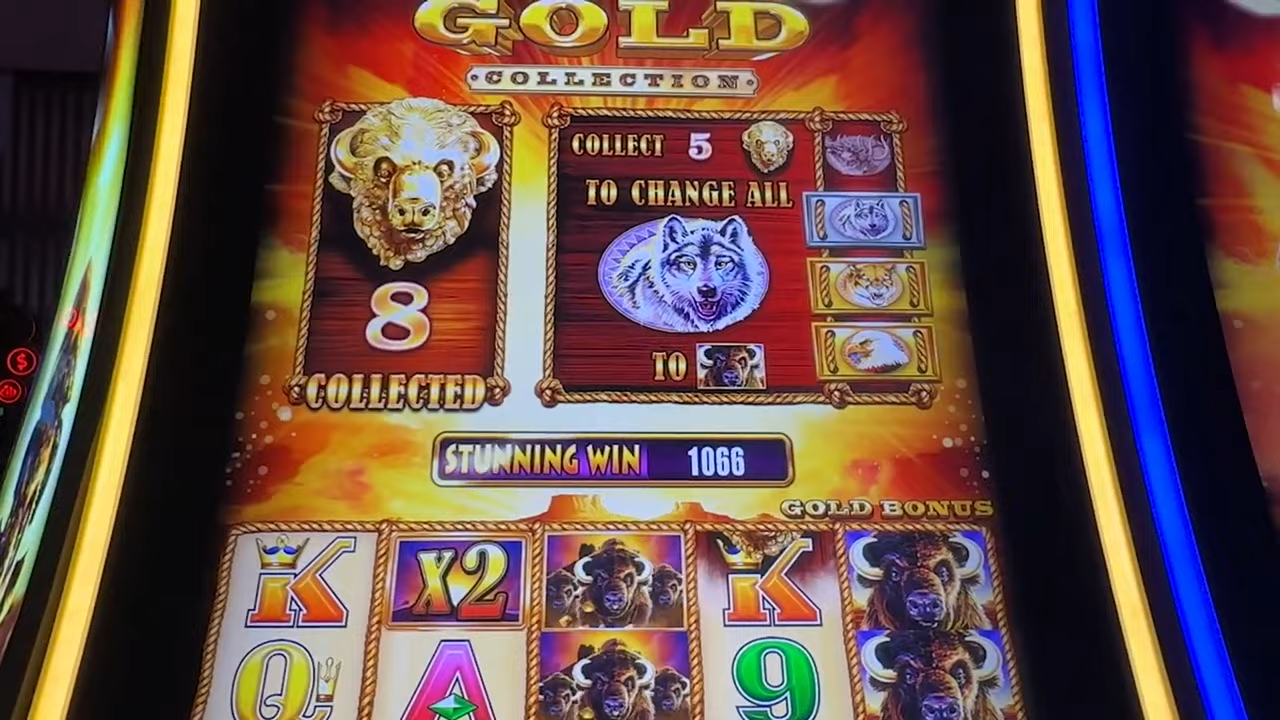 GOLD
COLLECTION
COLLECT 5
TO CHANGE ALL
TO
8
COLLECTED
STUNNING WIN 1066
GOLD BONUS
K X2 K
Q A 9
$